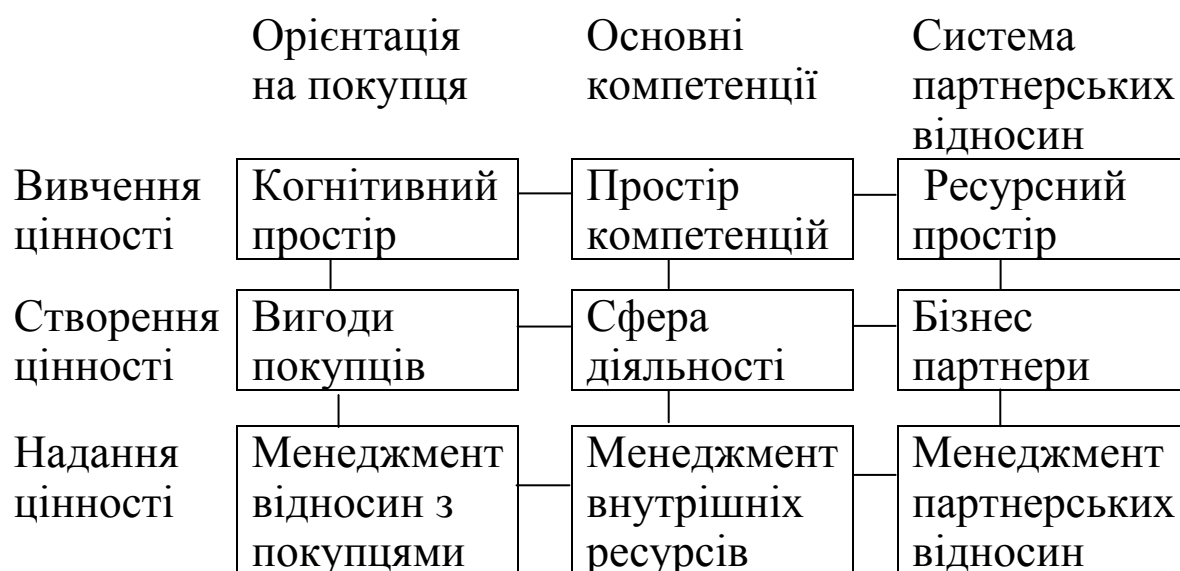 Орієнтація
на покупця
Основні
компетенції
Система
партнерських
відносин
Вивчення
цінності
Когнітивний
простір
Простір
компетенцій
Ресурсний
простір
Створення
цінності
Вигоди
покупців
Сфера
діяльності
Бізнес
партнери
Надання
цінності
Менеджмент
відносин з
покупцями
Менеджмент
внутрішніх
ресурсів
Менеджмент
партнерських
відносин